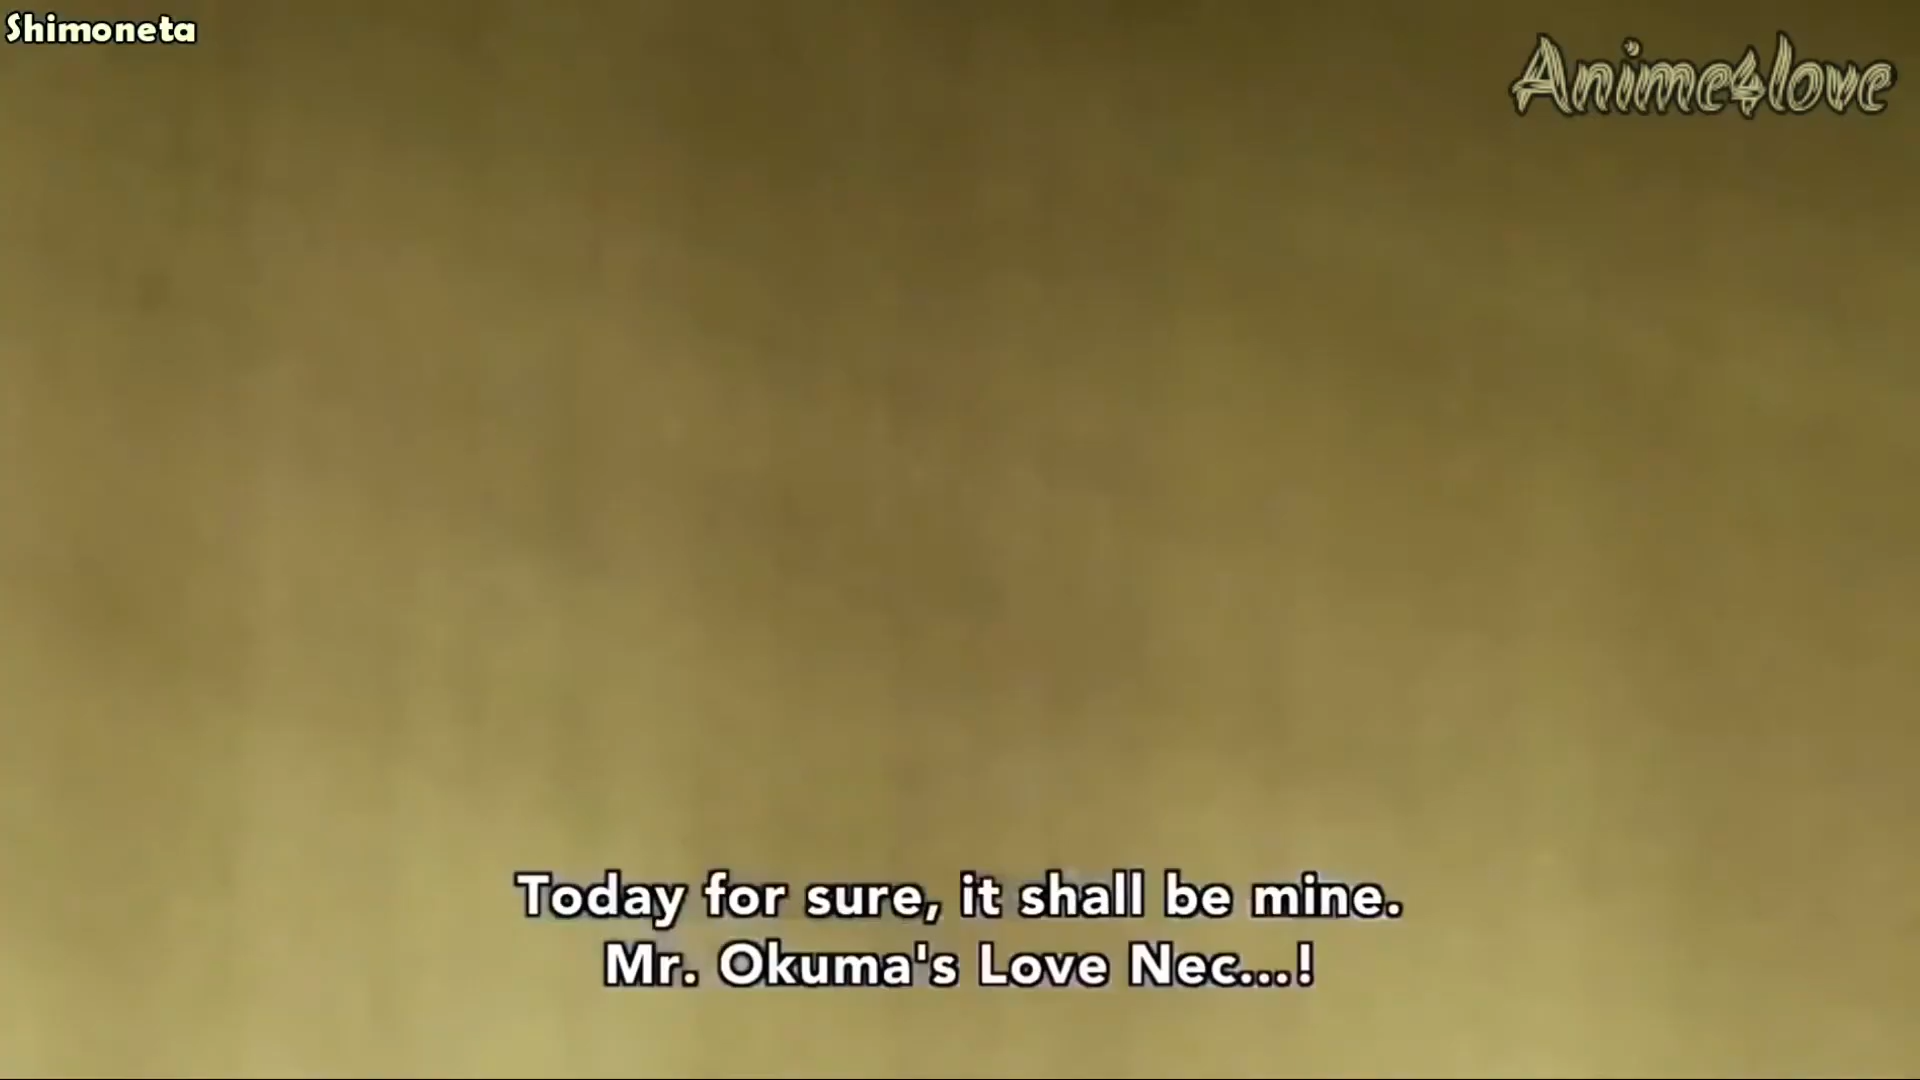 Shimoneta
Anime4love
Today for sure, it shall be mine.
Mr. Okuma's Love Nec...!